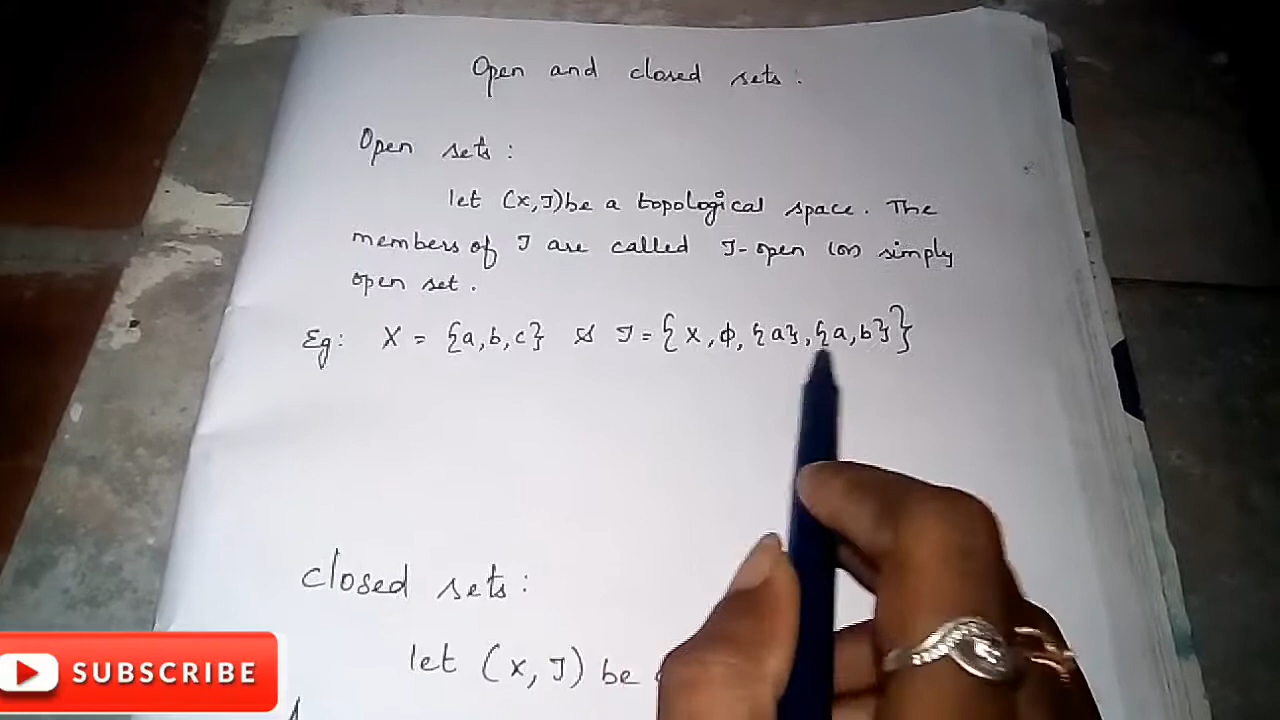 Open and closed sets:
Open sets:
let (X,J) be a topological space. The
members of J are called J-open (or) simply
open set.
Eg: X = {a,b,c} & J = {X, φ, {a}, {a,b}}
closed sets:
let (X,J) be
SUBSCRIBE